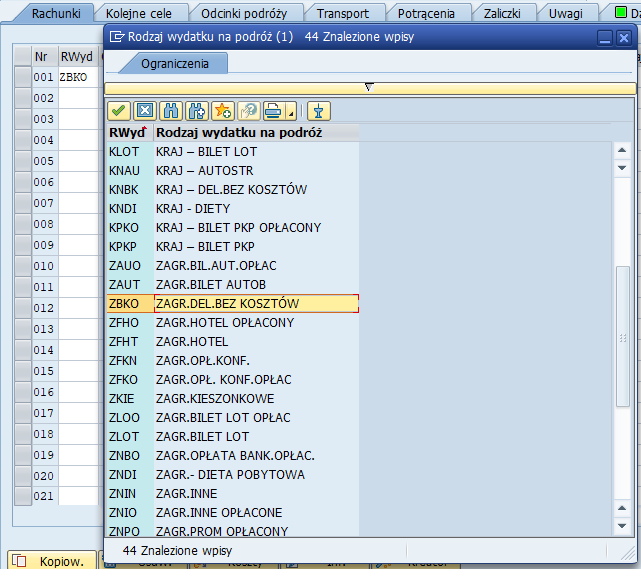 Rachunki Kolejne cele Odcinki podróży Transport Potrącenia Zaliczki Uwagi
Rodzaj wydatku na podróż (1) 44 Znalezione wpisy
Ograniczenia
Nr RWyd
001 ZBKO
002
003
004
005
006
007
008
009
010
011
012
013
014
015
016
017
018
019
020
021
RWyd Rodzaj wydatku na podróż
KLOT KRAJ – BILET LOT
KNAU KRAJ – AUTOSTR
KNBK KRAJ – DEL.BEZ KOSZTÓW
KNDI KRAJ - DIETY
KPKO KRAJ – BILET PKP OPŁACONY
KPKP KRAJ – BILET PKP
ZAUO ZAGR.BIL.AUT.OPŁAC
ZAUT ZAGR.BILET AUTOB
ZBKO ZAGR.DEL.BEZ KOSZTÓW
ZFHO ZAGR.HOTEL OPŁACONY
ZFHT ZAGR.HOTEL
ZFKN ZAGR.OPŁ.KONF.
ZFKO ZAGR.OPŁ. KONF.OPŁAC
ZKIE ZAGR.KIESZONKOWE
ZLOO ZAGR.BILET LOT OPŁAC
ZLOT ZAGR.BILET LOT
ZNBO ZAGR.OPŁATA BANK.OPŁAC.
ZNDI ZAGR.- DIETA POBYTOWA
ZNIN ZAGR.INNE
ZNIO ZAGR.INNE OPŁACONE
ZNPO ZAGR.PROM OPŁACONY
44 Znalezione wpisy
Kopiow.